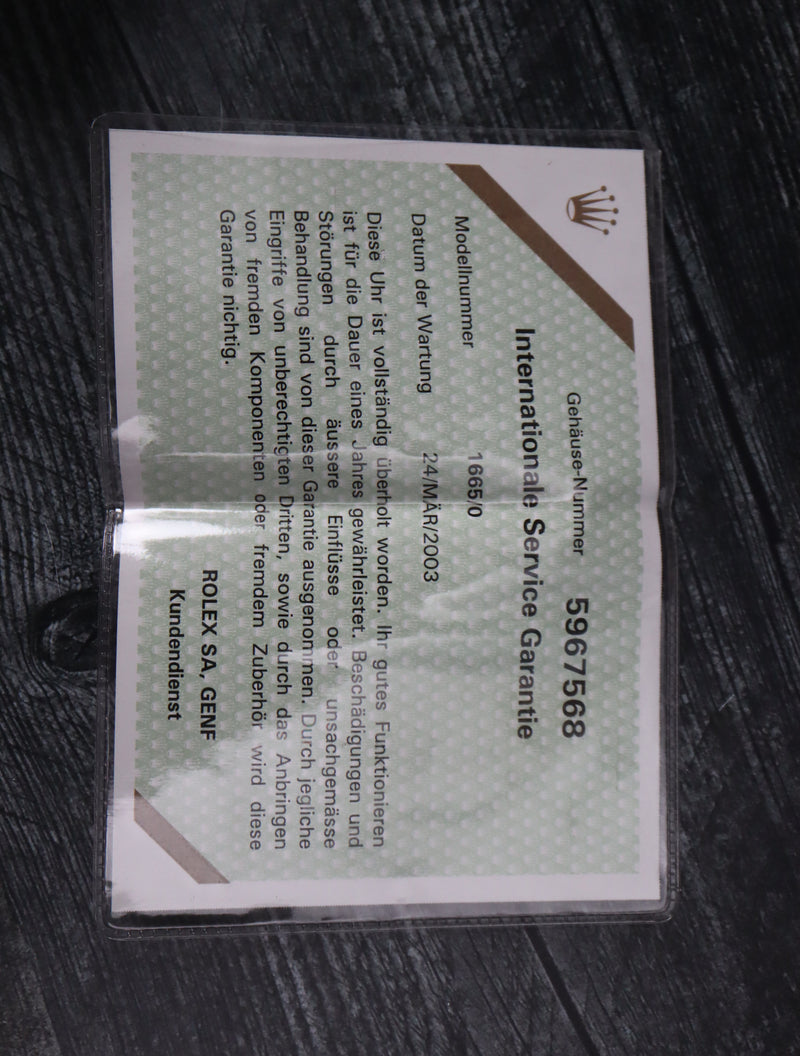 Gehäuse-Nummer 5967568
Internationale Service Garantie
Modellnummer 1665/0
Datum der Wartung 24/MÄR/2003
Diese Uhr ist vollständig überholt worden. Ihr gutes Funktionieren
ist für die Dauer eines Jahres gewährleistet. Beschädigungen und
Störungen durch äussere Einflüsse oder unsachgemässe
Behandlung sind von dieser Garantie ausgenommen. Durch jegliche
Eingriffe von unberechtigten Dritten, sowie durch das Anbringen
von fremden Komponenten oder fremdem Zubehör wird diese
Garantie nichtig.
ROLEX SA, GENF
Kundendienst